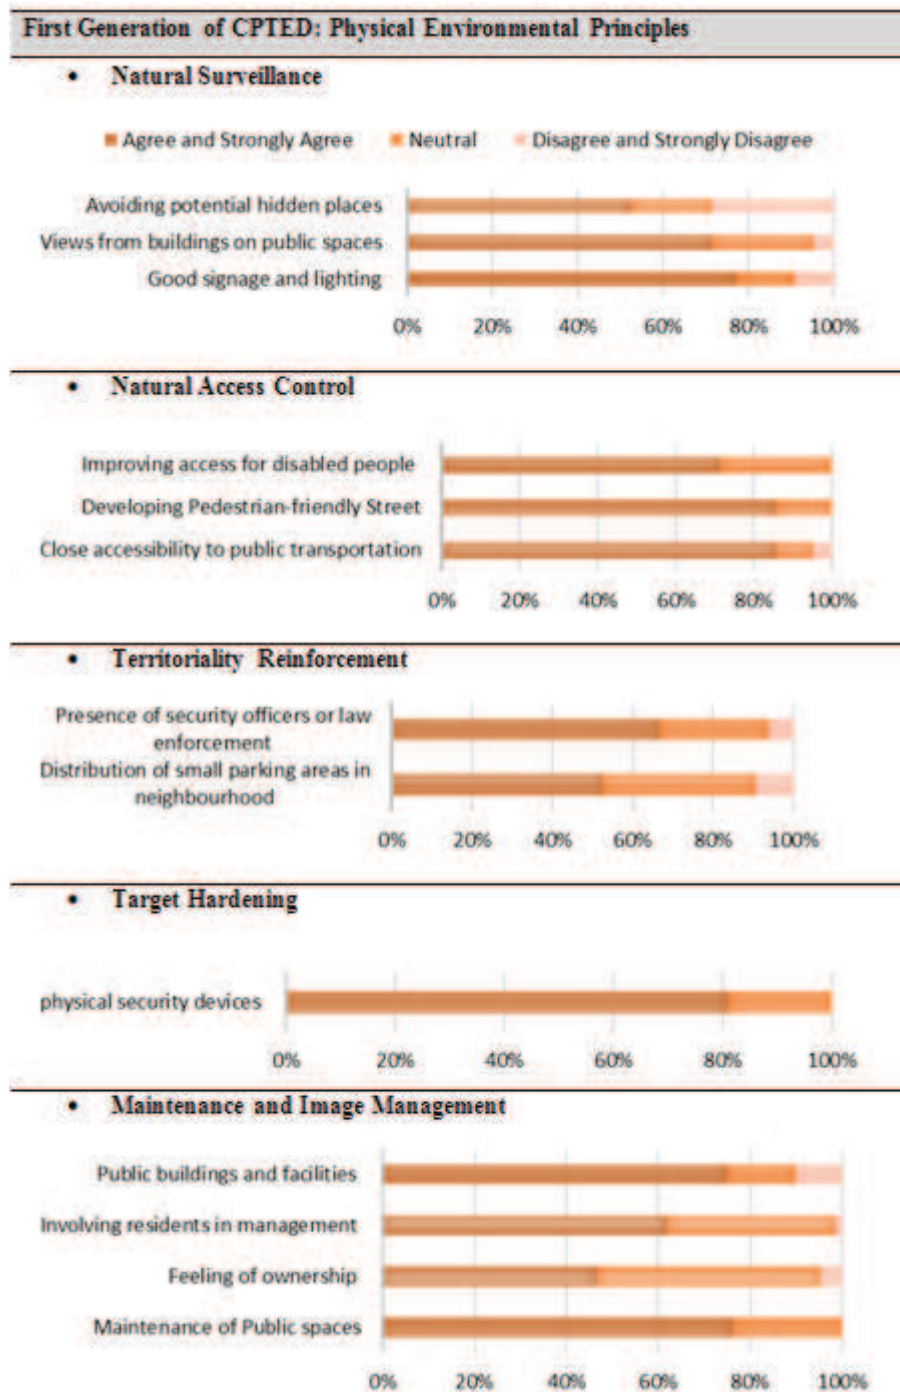 First Generation of CPTED: Physical Environmental Principles
• Natural Surveillance
Agree and Strongly Agree Neutral Disagree and Strongly Disagree
Avoiding potential hidden places
Views from buildings on public spaces
Good signage and lighting
0% 20% 40% 60% 80% 100%
• Natural Access Control
Improving access for disabled people
Developing Pedestrian-friendly Street
Close accessibility to public transportation
0% 20% 40% 60% 80% 100%
• Territoriality Reinforcement
Presence of security officers or law
enforcement
Distribution of small parking areas in
neighbourhood
0% 20% 40% 60% 80% 100%
• Target Hardening
physical security devices
0% 20% 40% 60% 80% 100%
• Maintenance and Image Management
Public buildings and facilities
Involving residents in management
Feeling of ownership
Maintenance of Public spaces
0% 20% 40% 60% 80% 100%